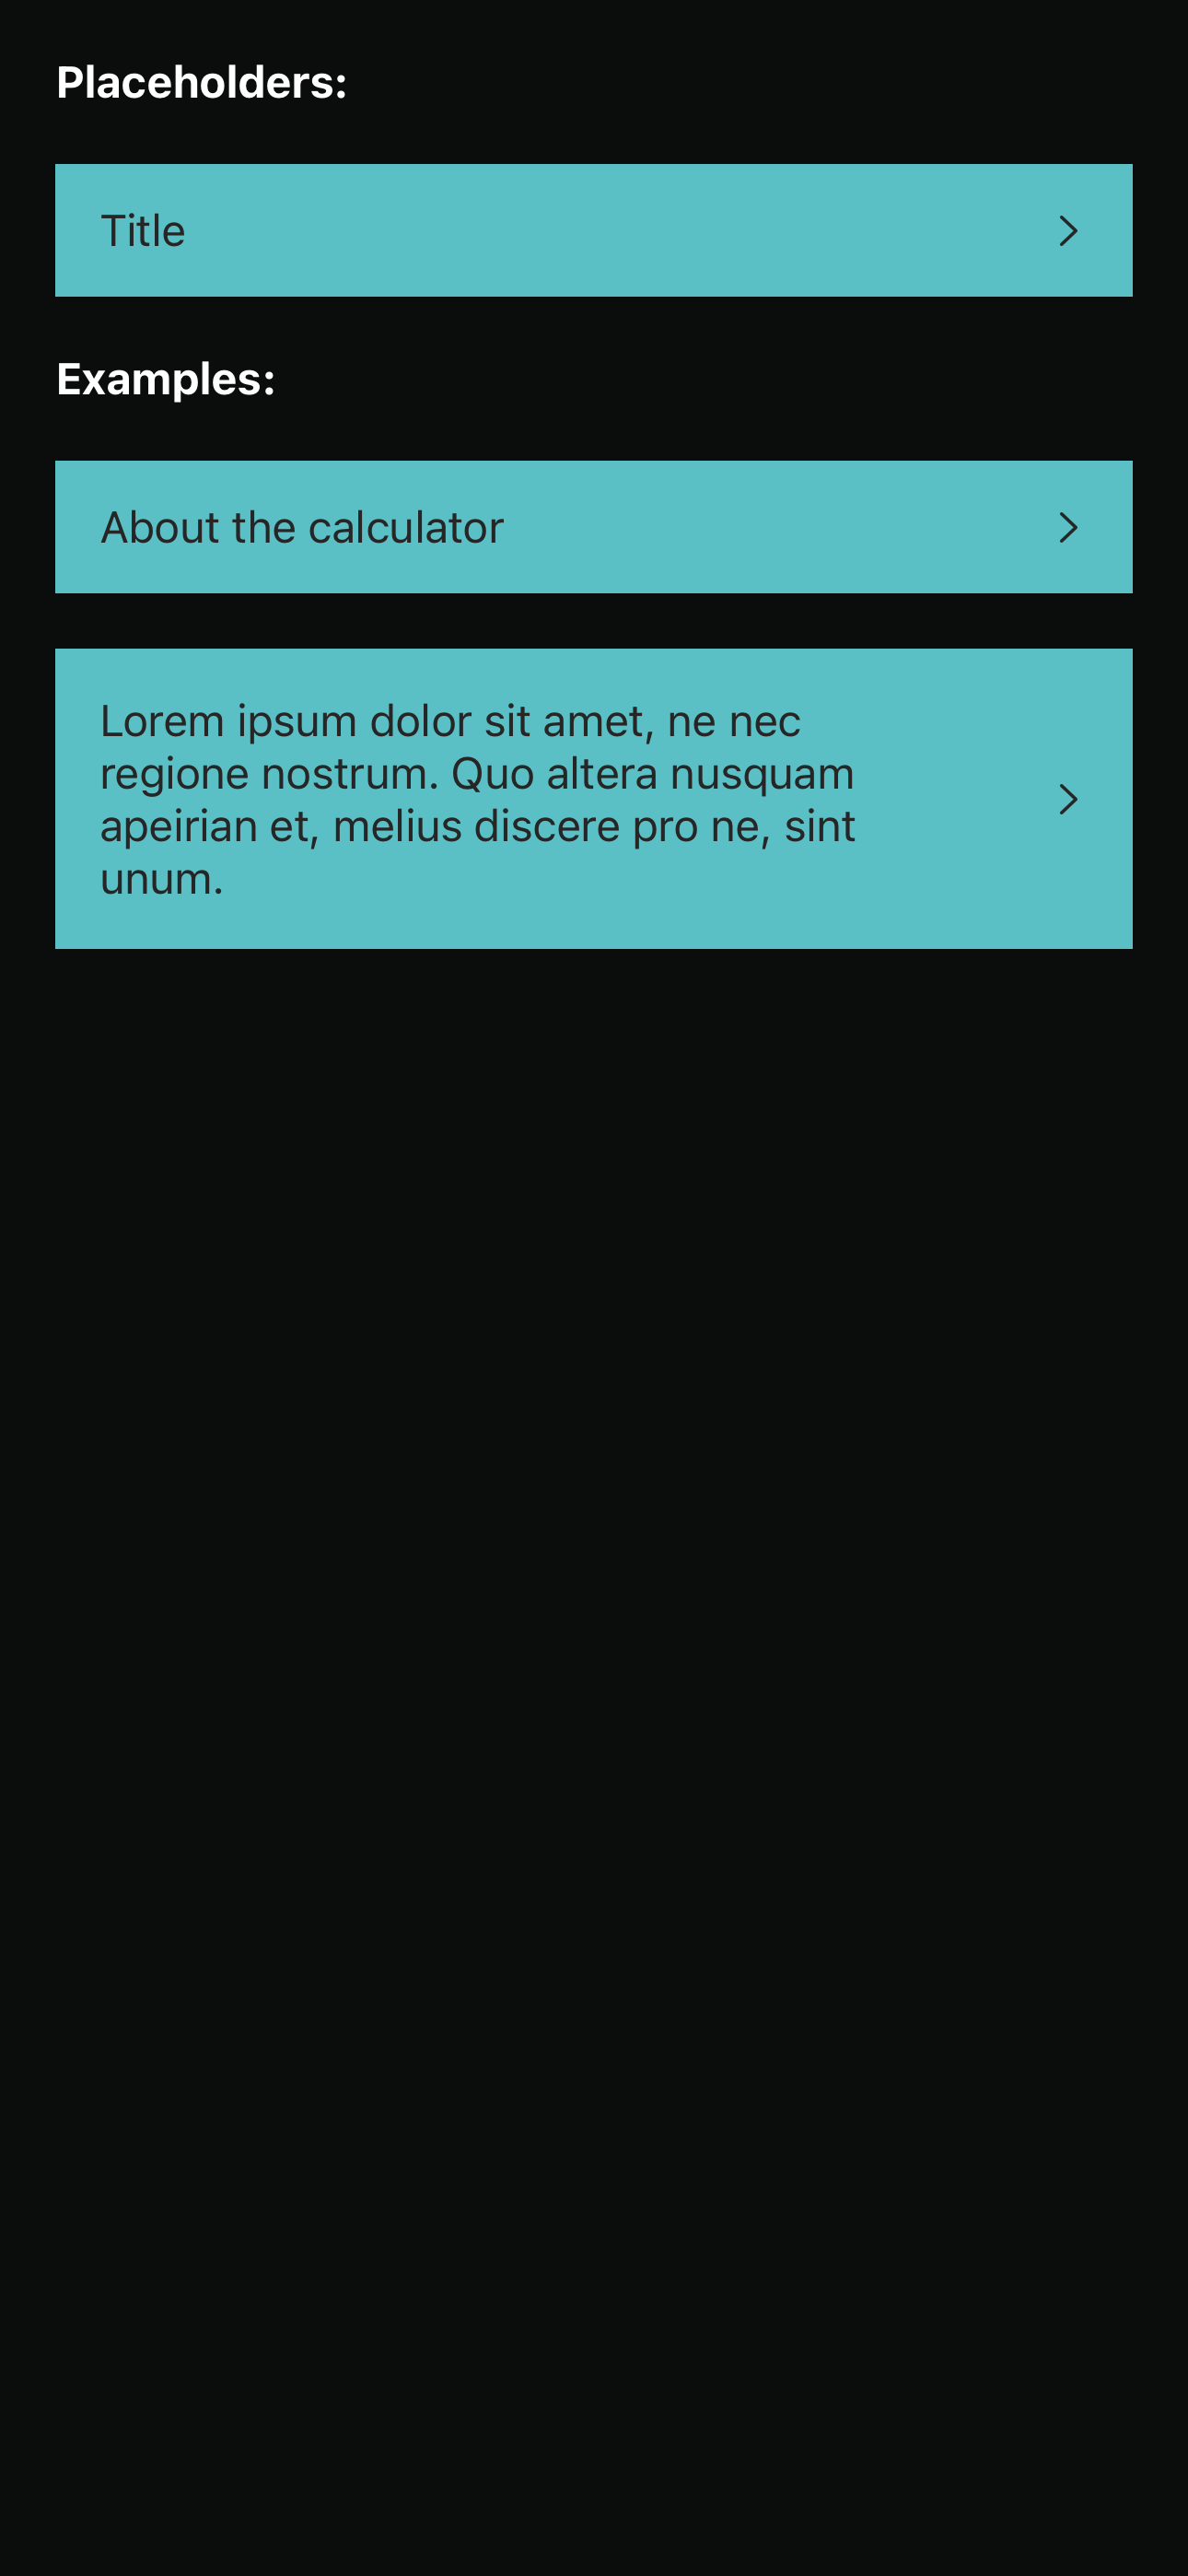 Placeholders:
Title
Examples:
About the calculator
Lorem ipsum dolor sit amet, ne nec
regione nostrum. Quo altera nusquam
apeirian et, melius discere pro ne, sint
unum.